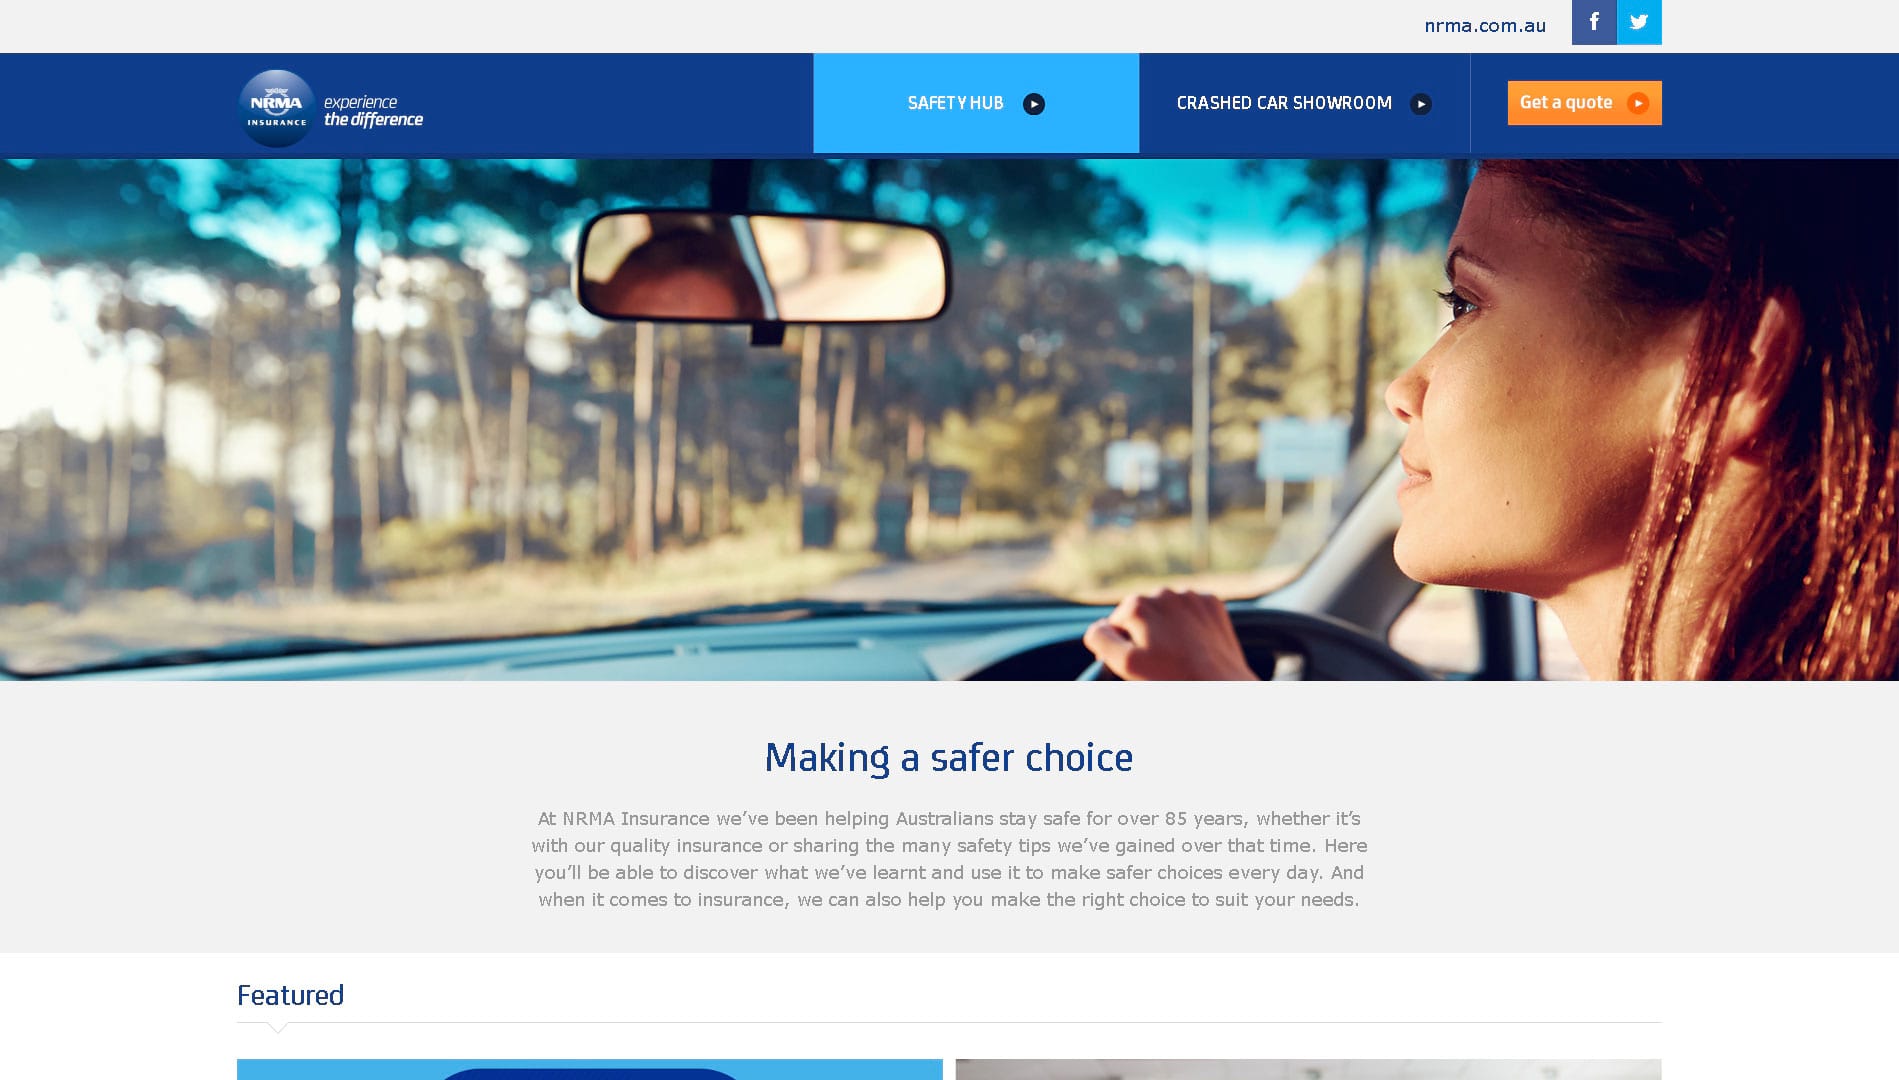 nrma.com.au
NRMA
INSURANCE
experience
the difference
SAFETY HUB
CRASHED CAR SHOWROOM
Get a quote
Making a safer choice
At NRMA Insurance we’ve been helping Australians stay safe for over 85 years, whether it’s
with our quality insurance or sharing the many safety tips we’ve gained over that time. Here
you’ll be able to discover what we’ve learnt and use it to make safer choices every day. And
when it comes to insurance, we can also help you make the right choice to suit your needs.
Featured